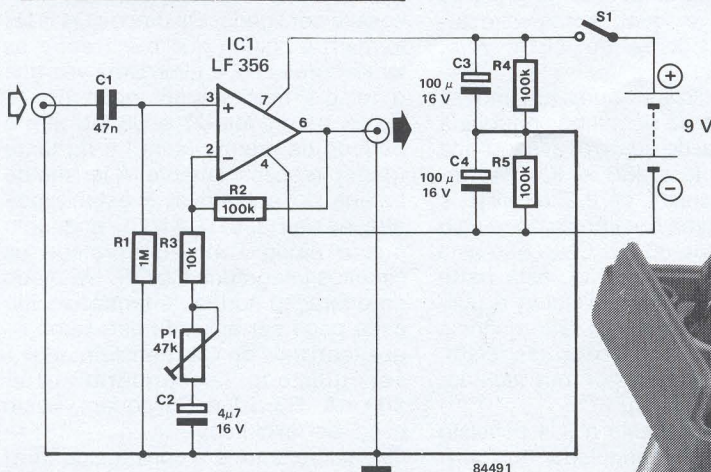 S1
IC1
LF 356
C1
47n
3
+
7
6
2
−
4
R2
100k
R1
1M
R3
10k
P1
47k
C2
4µ7
16 V
C3
100 µ
16 V
R4
100k
C4
100 µ
16 V
R5
100k
+
9 V
−
84491